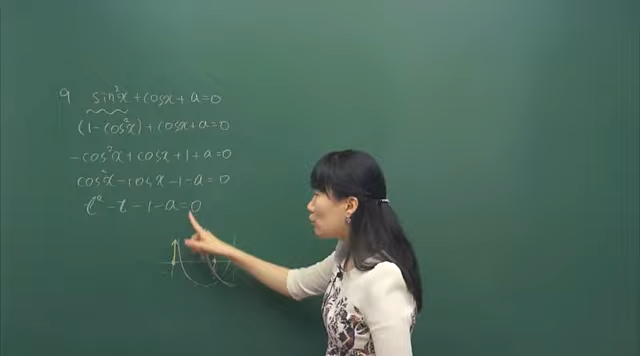 9 sin²x + cosx + a = 0
(1 - cos²x) + cosx + a = 0
-cos²x + cosx + 1 + a = 0
cos²x - cosx - 1 - a = 0
t² - t - 1 - a = 0